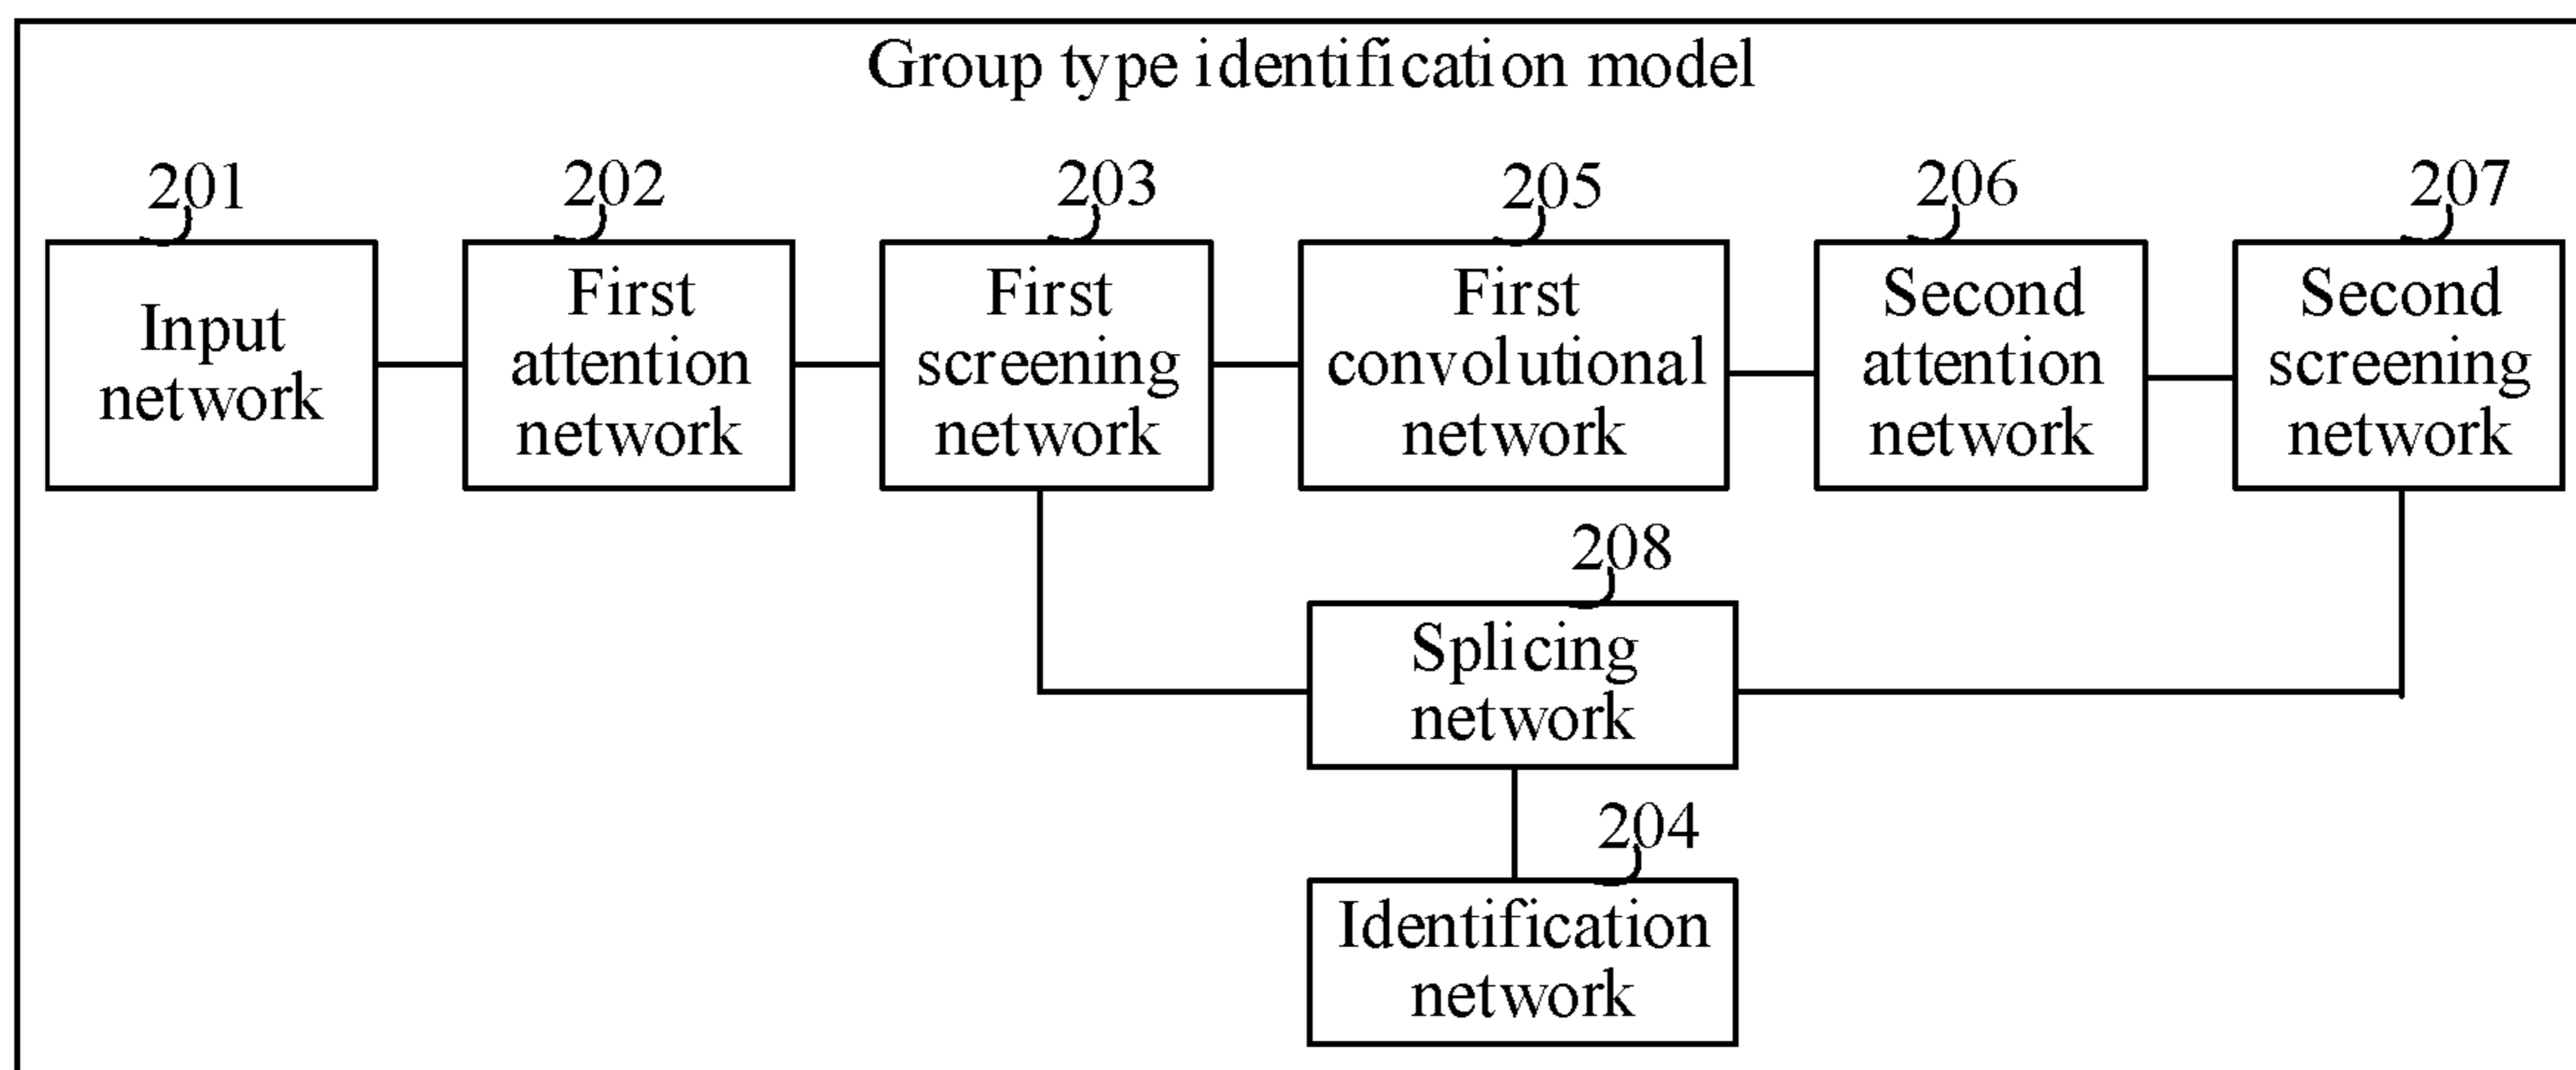 Group type identification model
201
202
203
205
206
207
Input
network
First
attention
network
First
screening
network
First
convolutional
network
Second
attention
network
Second
screening
network
208
Splicing
network
204
Identification
network